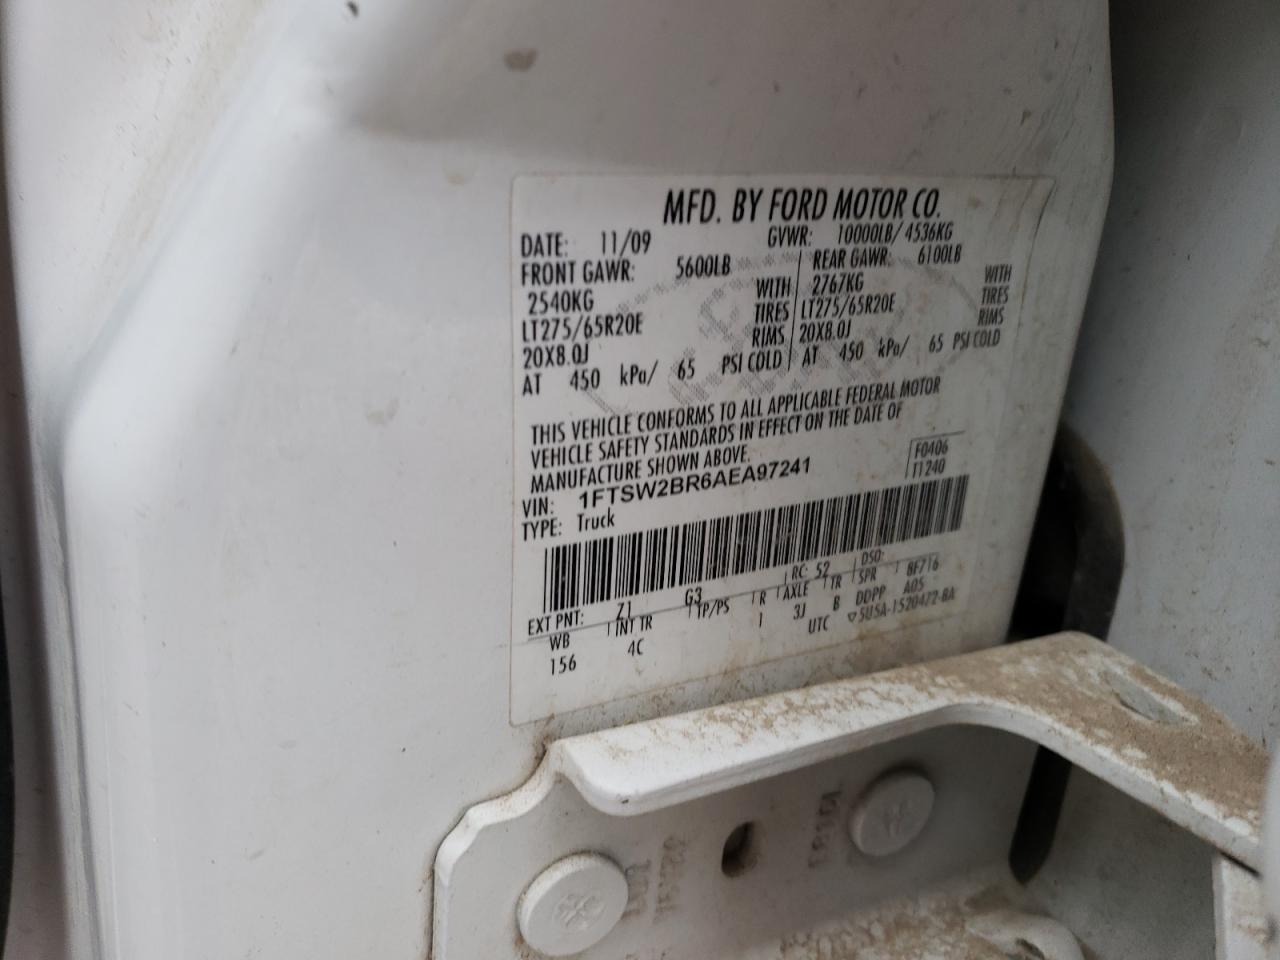 MFD. BY FORD MOTOR CO.
DATE: 11/09 GVWR: 10000LB/ 4536KG
FRONT GAWR: 5600LB REAR GAWR: 6100LB
2540KG WITH 2767KG WITH
LT275/65R20E TIRES LT275/65R20E TIRES
20X8.0J RIMS 20X8.0J RIMS
AT 450 kPa/ 65 PSI COLD AT 450 kPa/ 65 PSI COLD
THIS VEHICLE CONFORMS TO ALL APPLICABLE FEDERAL MOTOR
VEHICLE SAFETY STANDARDS IN EFFECT ON THE DATE OF
MANUFACTURE SHOWN ABOVE.
F0406
T1240
VIN: 1FTSW2BR6AEA97241
TYPE: Truck
EXT PNT: Z1 G3 RC: 52 DSO:
WB INT TR TP/PS R AXLE TR SPR 8F716
156 4C 1 3J B DDPP A05
UTC ▽5U5A-1520472-BA